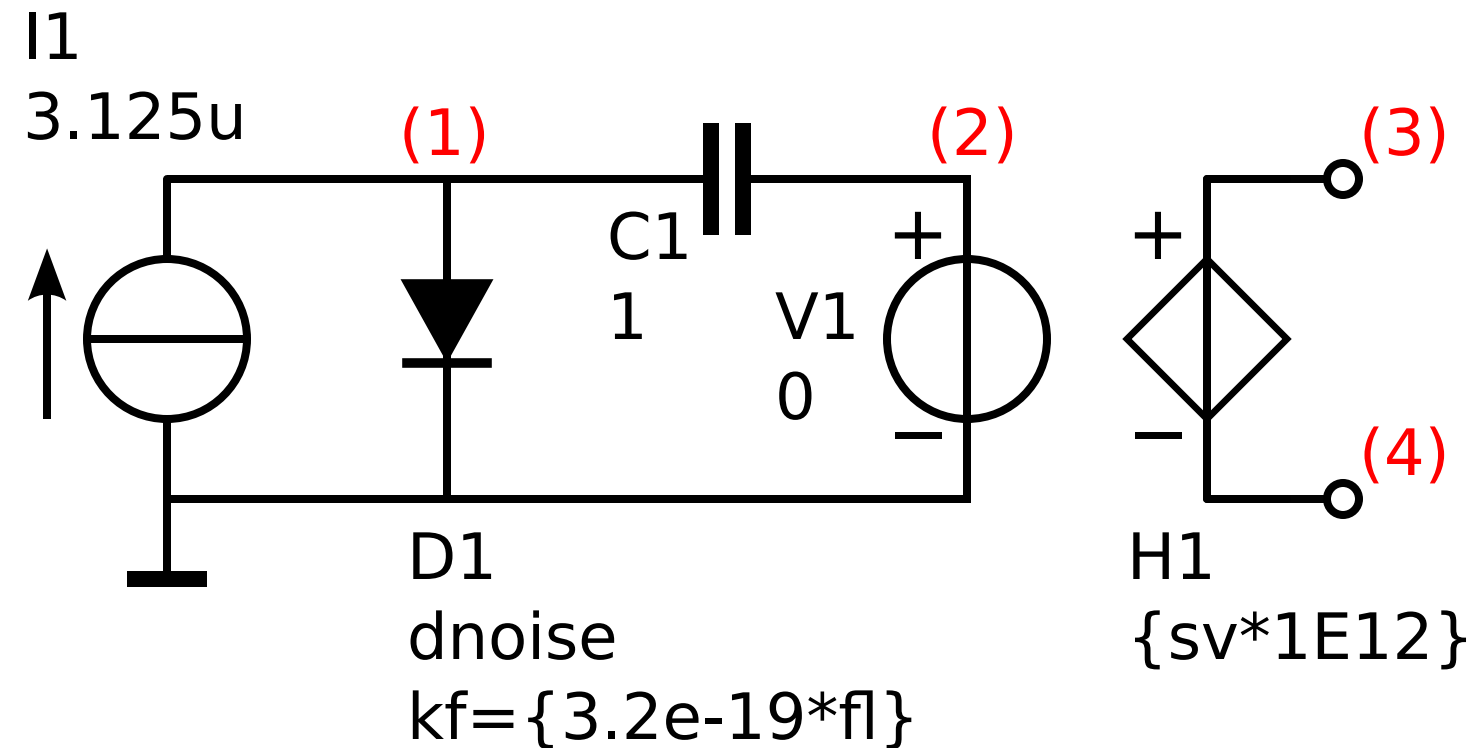 I1
3.125u
(1)
(2)
(3)
C1
1
V1
0
+
−
+
−
(4)
D1
dnoise
kf={3.2e-19*fl}
H1
{sv*1E12}